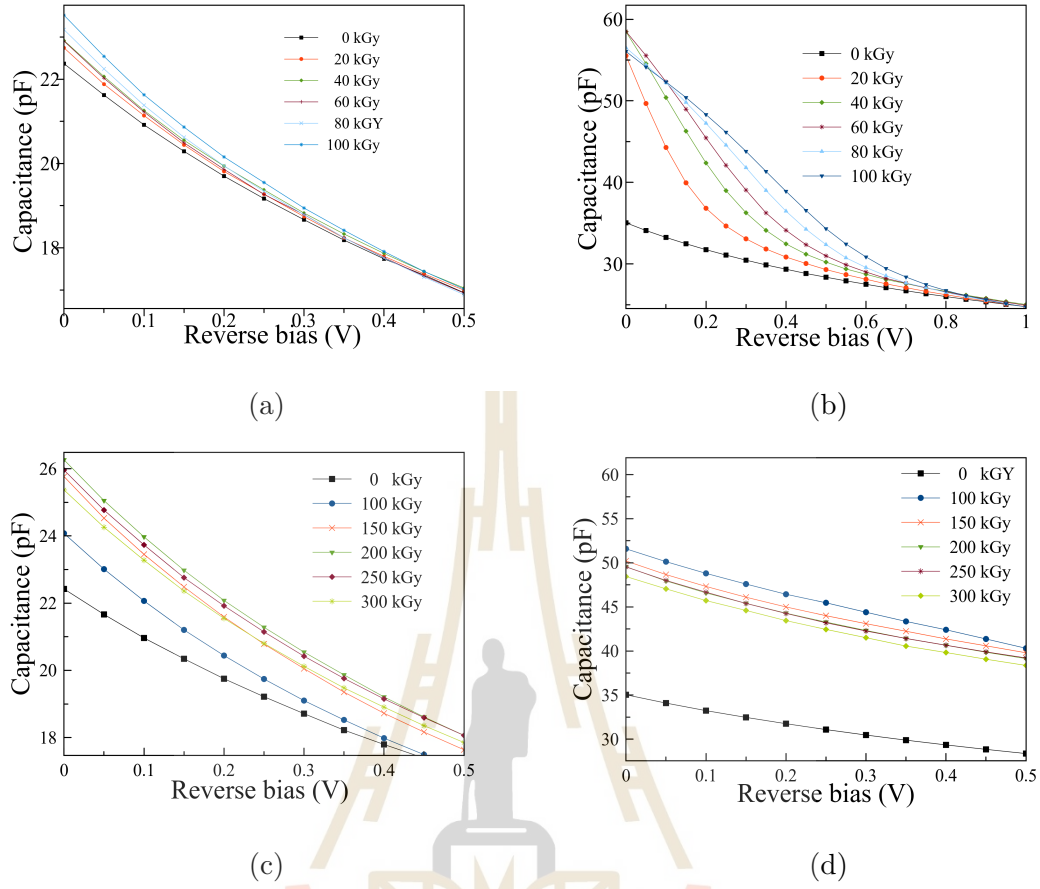 Capacitance (pF)
22
20
18
0 kGy
20 kGy
40 kGy
60 kGy
80 kGY
100 kGy
0
0.1
0.2
0.3
0.4
0.5
Reverse bias (V)
(a)
Capacitance (pF)
60
50
40
30
0 kGy
20 kGy
40 kGy
60 kGy
80 kGy
100 kGy
0
0.2
0.4
0.6
0.8
1
Reverse bias (V)
(b)
Capacitance (pF)
26
24
22
20
18
0 kGy
100 kGy
150 kGy
200 kGy
250 kGy
300 kGy
0
0.1
0.2
0.3
0.4
0.5
Reverse bias (V)
(c)
Capacitance (pF)
60
55
50
45
40
35
30
0 kGY
100 kGy
150 kGy
200 kGy
250 kGy
300 kGy
0
0.1
0.2
0.3
0.4
0.5
Reverse bias (V)
(d)